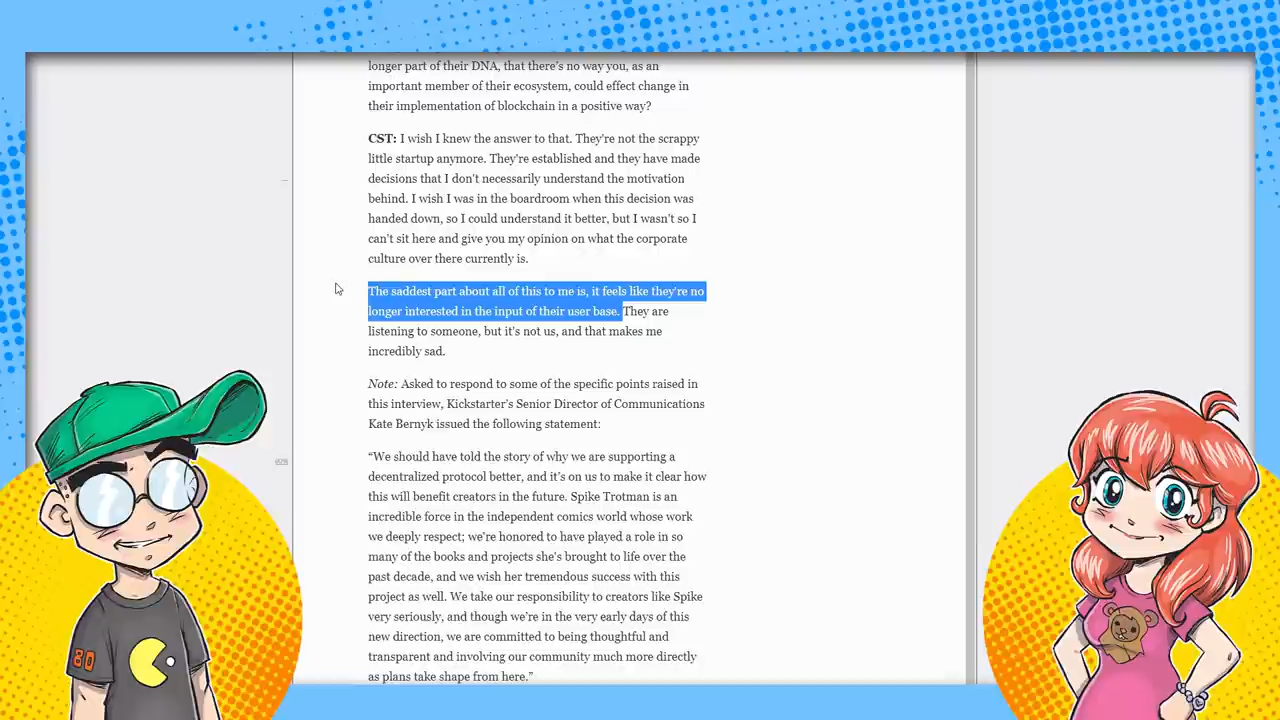 longer part of their DNA, that there's no way you, as an
important member of their ecosystem, could effect change in
their implementation of blockchain in a positive way?
CST: I wish I knew the answer to that. They're not the scrappy
little startup anymore. They're established and they have made
decisions that I don't necessarily understand the motivation
behind. I wish I was in the boardroom when this decision was
handed down, so I could understand it better, but I wasn't so I
can't sit here and give you my opinion on what the corporate
culture over there currently is.
The saddest part about all of this to me is, it feels like they're no
longer interested in the input of their user base. They are
listening to someone, but it's not us, and that makes me
incredibly sad.
Note: Asked to respond to some of the specific points raised in
this interview, Kickstarter's Senior Director of Communications
Kate Bernyk issued the following statement:
“We should have told the story of why we are supporting a
decentralized protocol better, and it's on us to make it clear how
this will benefit creators in the future. Spike Trotman is an
incredible force in the independent comics world whose work
we deeply respect; we're honored to have played a role in so
many of the books and projects she's brought to life over the
past decade, and we wish her tremendous success with this
project as well. We take our responsibility to creators like Spike
very seriously, and though we're in the very early days of this
new direction, we are committed to being thoughtful and
transparent and involving our community much more directly
as plans take shape from here.”
80